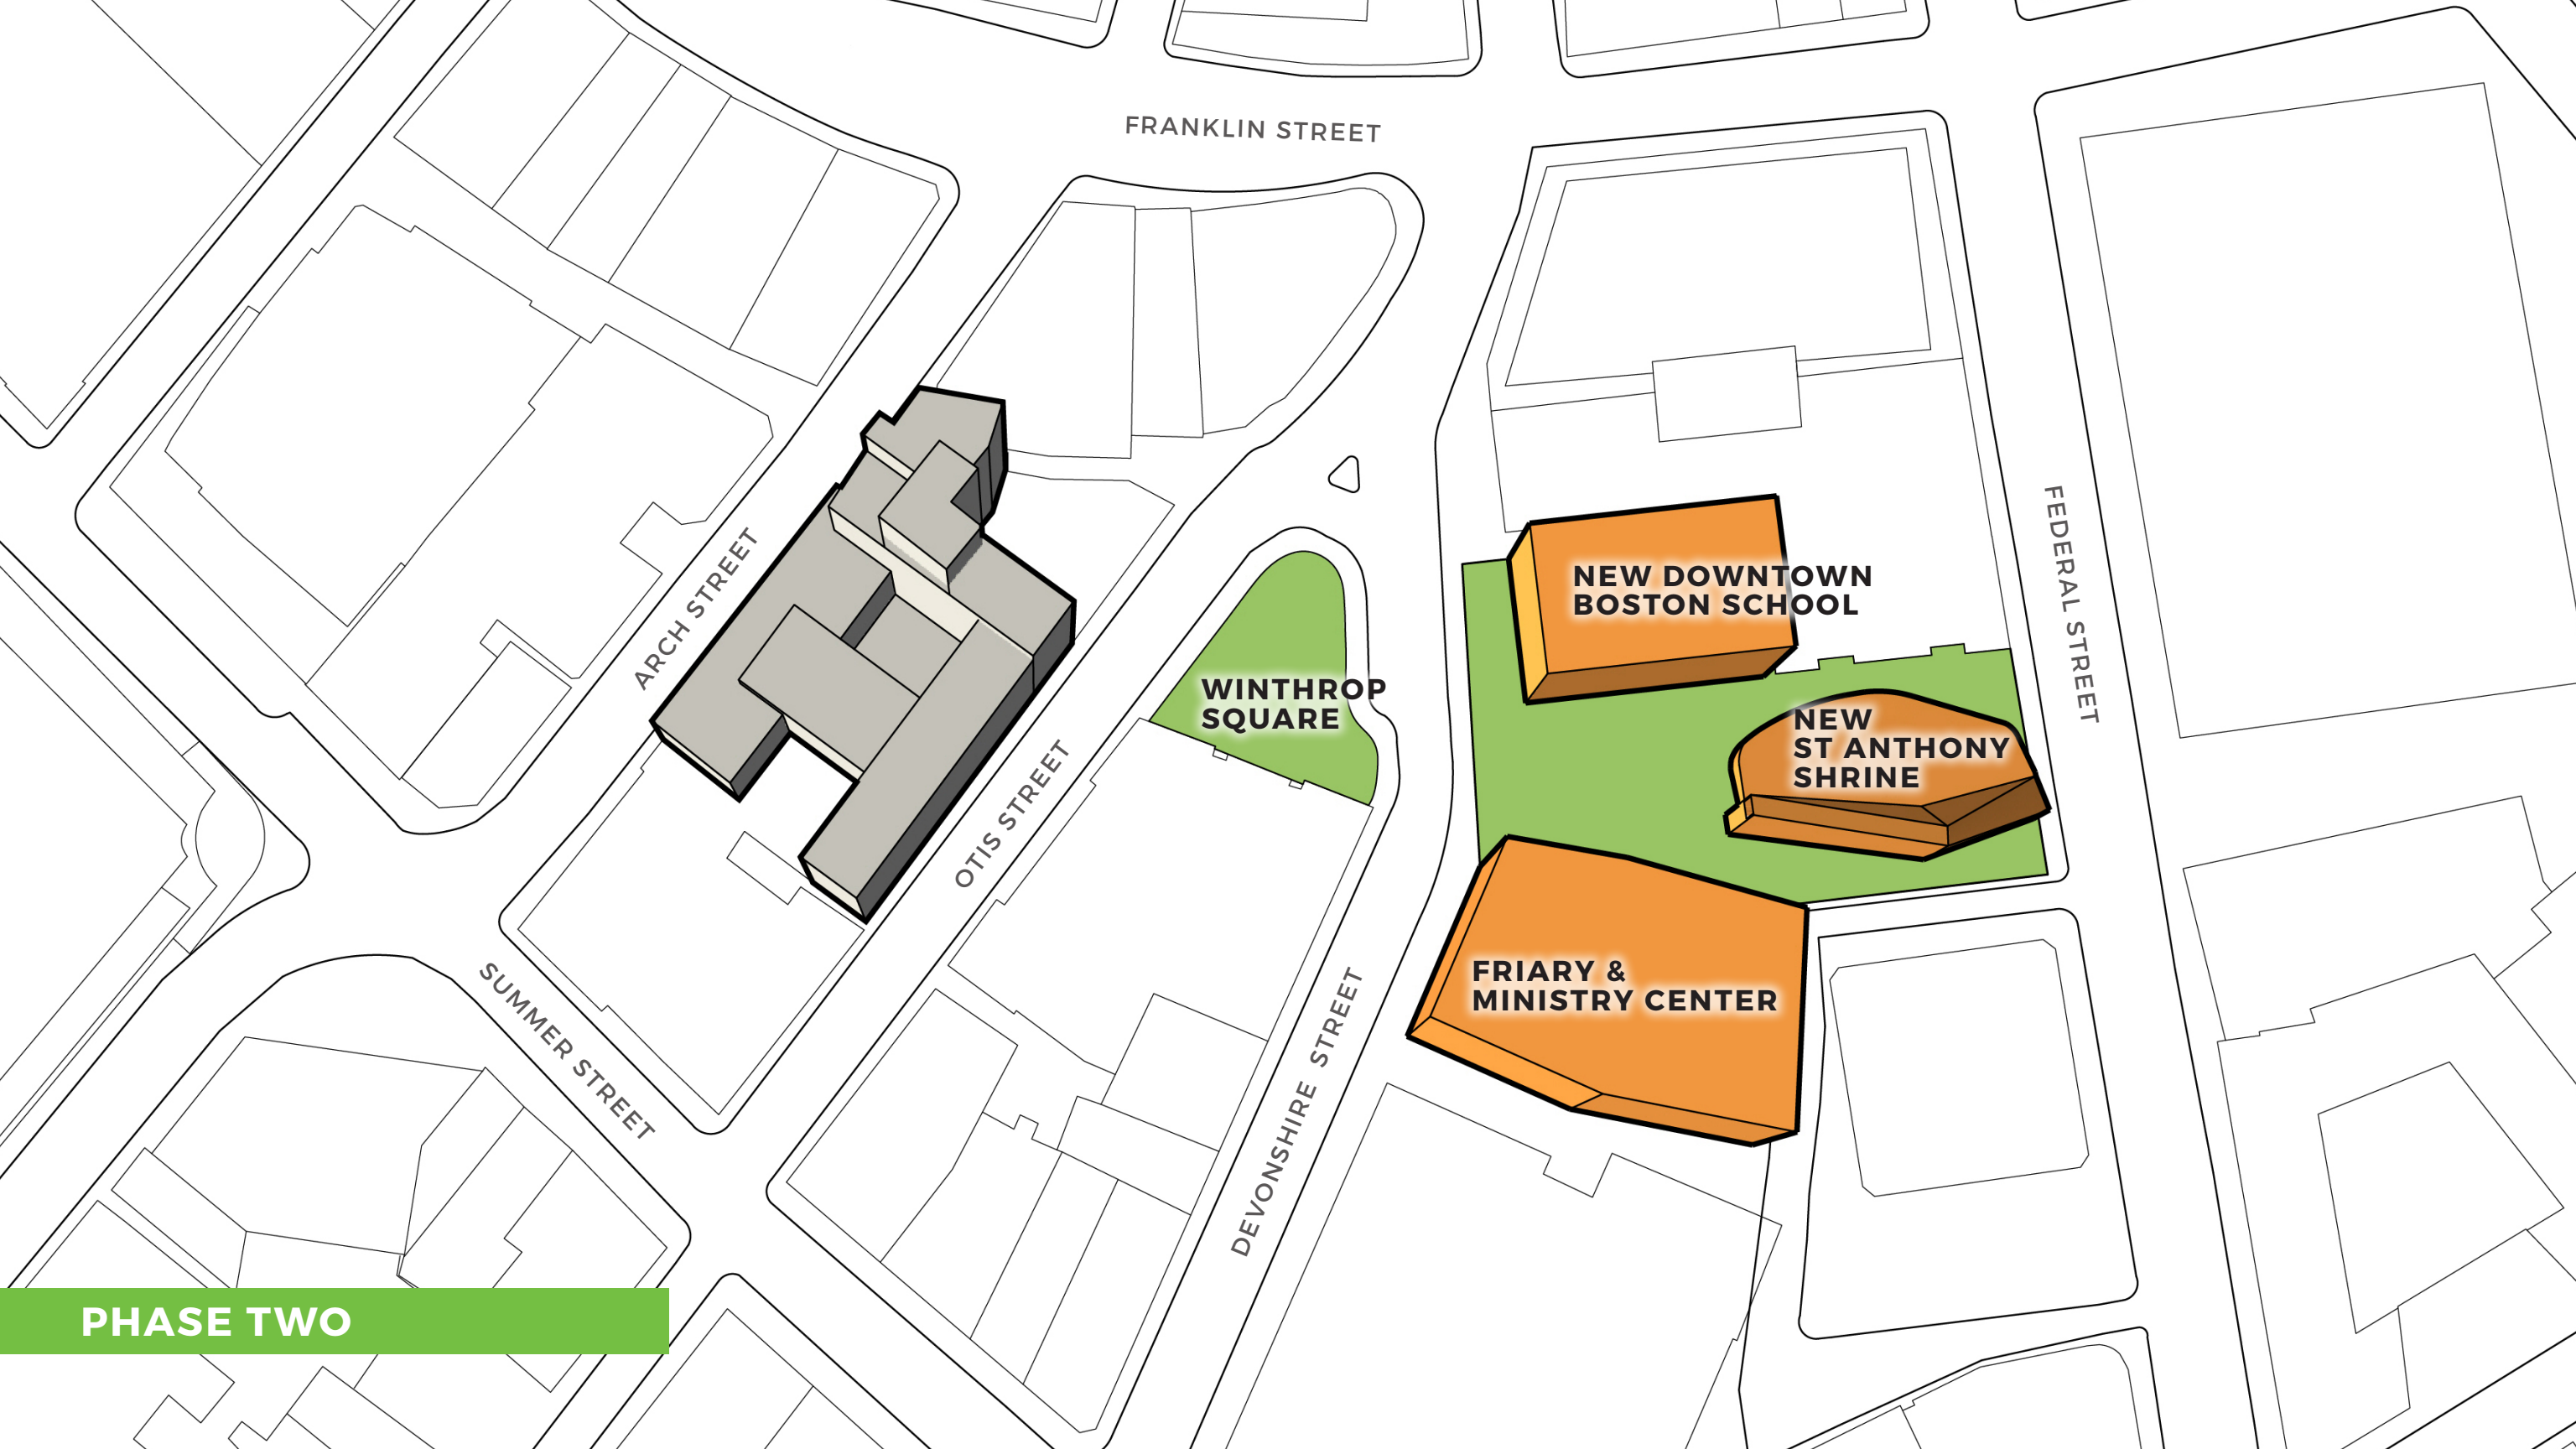 FRANKLIN STREET
FEDERAL STREET
ARCH STREET
NEW DOWNTOWN
BOSTON SCHOOL
WINTHROP
SQUARE
NEW
ST ANTHONY
SHRINE
OTIS STREET
SUMMER STREET
DEVONSHIRE STREET
FRIARY &
MINISTRY CENTER
PHASE TWO